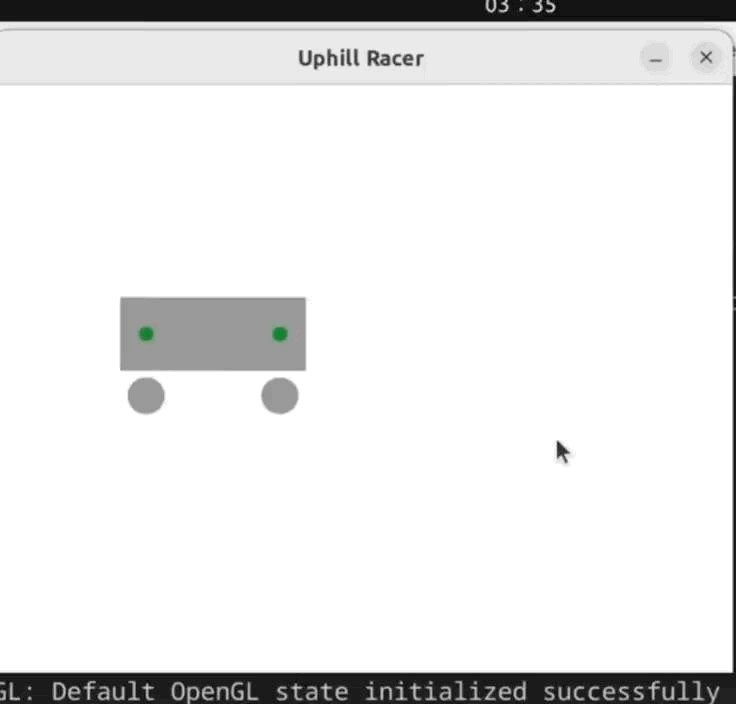 03 : 35
Uphill Racer
GL: Default OpenGL state initialized successfully